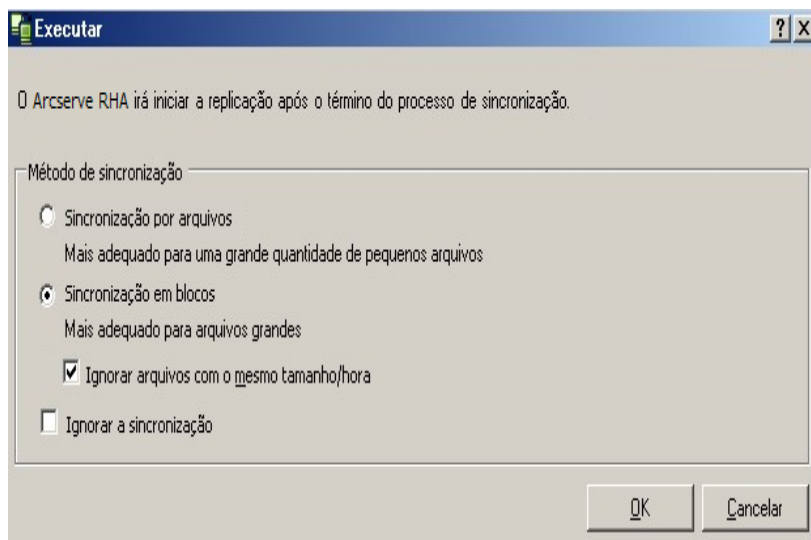 Executar
O Arcserve RHA irá iniciar a replicação após o término do processo de sincronização.
Método de sincronização
Sincronização por arquivos
Mais adequado para uma grande quantidade de pequenos arquivos
Sincronização em blocos
Mais adequado para arquivos grandes
Ignorar arquivos com o mesmo tamanho/hora
Ignorar a sincronização
OK
Cancelar